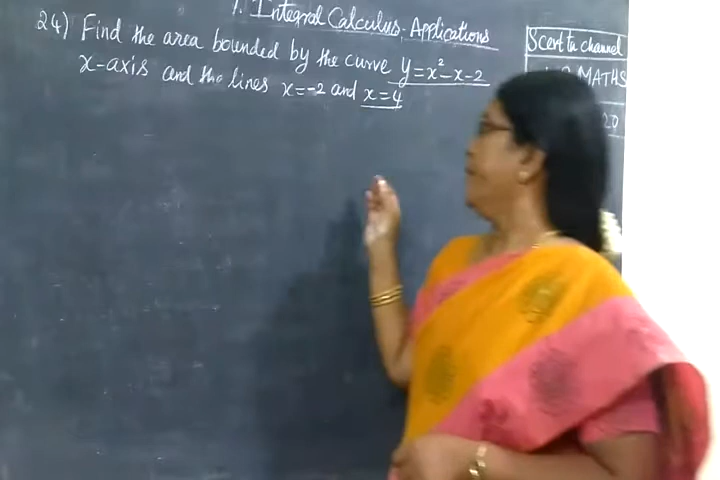 7. Integral Calculus-Applications
24) Find the area bounded by the curve y=x²-x-2
x-axis and the lines x=-2 and x=4
Scert tn channel
MATHS
20